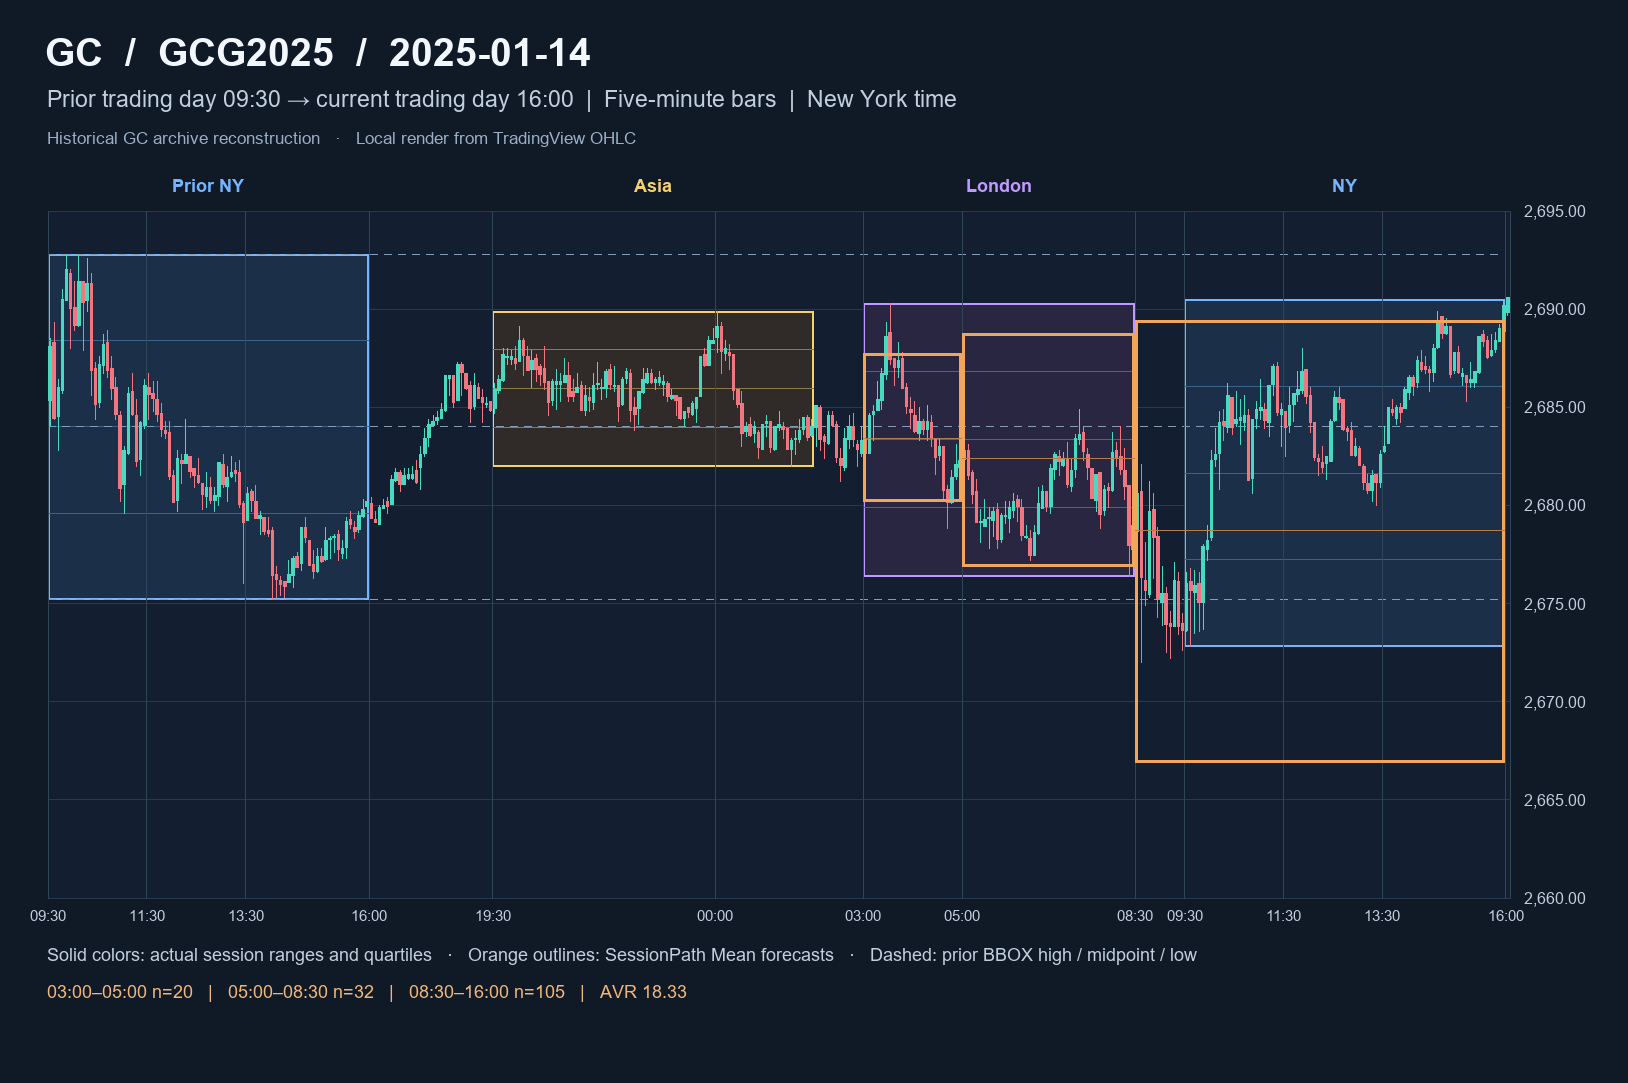 GC / GCG2025 / 2025-01-14
Prior trading day 09:30 → current trading day 16:00 | Five-minute bars | New York time
Historical GC archive reconstruction · Local render from TradingView OHLC
Prior NY Asia London NY
2,695.00
2,690.00
2,685.00
2,680.00
2,675.00
2,670.00
2,665.00
2,660.00
09:30 11:30 13:30 16:00 19:30 00:00 03:00 05:00 08:30 09:30 11:30 13:30 16:00
Solid colors: actual session ranges and quartiles · Orange outlines: SessionPath Mean forecasts · Dashed: prior BBOX high / midpoint / low
03:00–05:00 n=20 | 05:00–08:30 n=32 | 08:30–16:00 n=105 | AVR 18.33